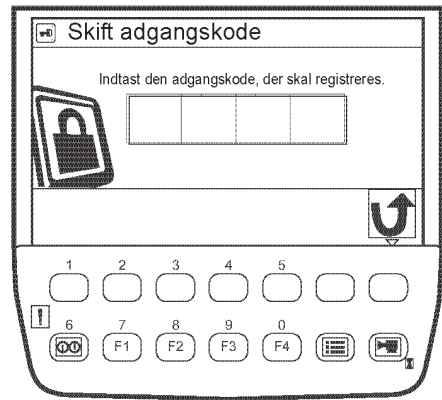 Skift adgangskode
Indtast den adgangskode, der skal registreres.
1 2 3 4 5
6 7 8 9 0
F1 F2 F3 F4